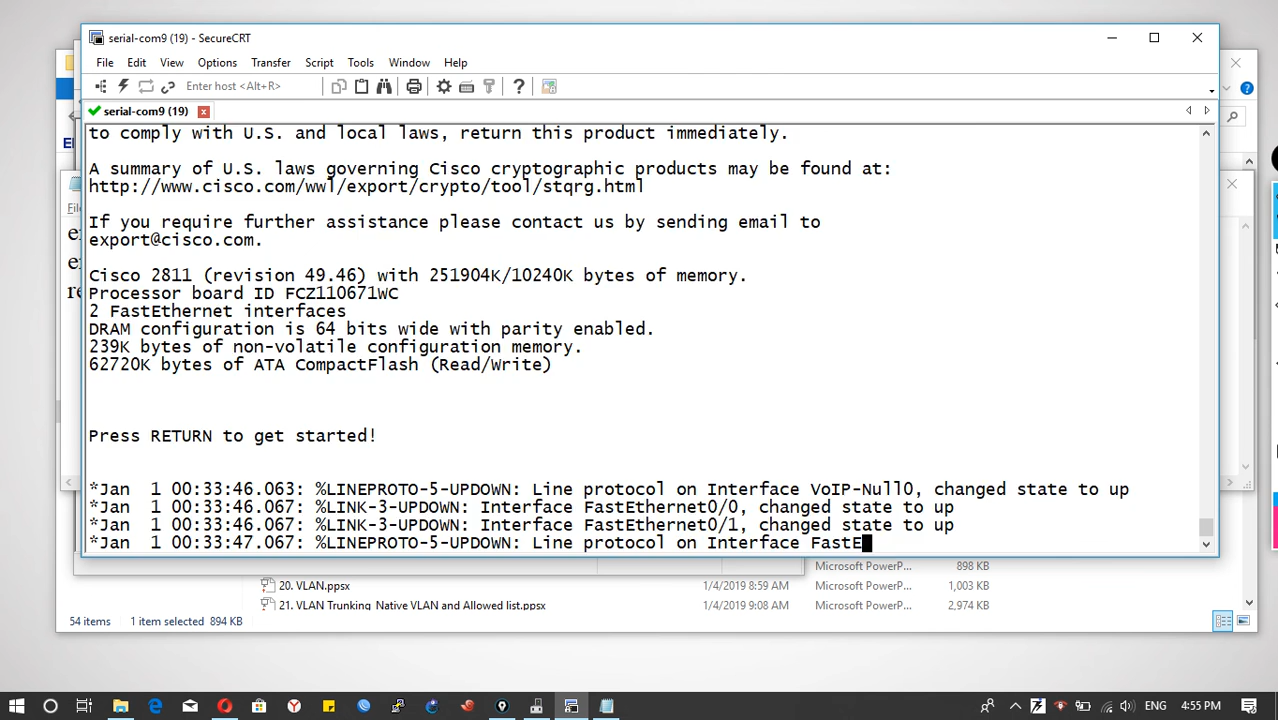 serial-com9 (19) - SecureCRT
File Edit View Options Transfer Script Tools Window Help
Enter host <Alt+R>
serial-com9 (19)
to comply with U.S. and local laws, return this product immediately.
A summary of U.S. laws governing Cisco cryptographic products may be found at:
http://www.cisco.com/wwl/export/crypto/tool/stqrg.html
If you require further assistance please contact us by sending email to
export@cisco.com.
Cisco 2811 (revision 49.46) with 251904K/10240K bytes of memory.
Processor board ID FCZ110671WC
2 FastEthernet interfaces
DRAM configuration is 64 bits wide with parity enabled.
239K bytes of non-volatile configuration memory.
62720K bytes of ATA CompactFlash (Read/Write)
Press RETURN to get started!
*Jan  1 00:33:46.063: %LINEPROTO-5-UPDOWN: Line protocol on Interface VoIP-Null0, changed state to up
*Jan  1 00:33:46.067: %LINK-3-UPDOWN: Interface FastEthernet0/0, changed state to up
*Jan  1 00:33:46.067: %LINK-3-UPDOWN: Interface FastEthernet0/1, changed state to up
*Jan  1 00:33:47.067: %LINEPROTO-5-UPDOWN: Line protocol on Interface FastE
Microsoft PowerP... 898 KB
20. VLAN.ppsx 1/4/2019 8:59 AM Microsoft PowerP... 1,003 KB
21. VLAN Trunking Native VLAN and Allowed list.ppsx 1/4/2019 9:08 AM Microsoft PowerP... 2,974 KB
54 items 1 item selected 894 KB
ENG 4:55 PM